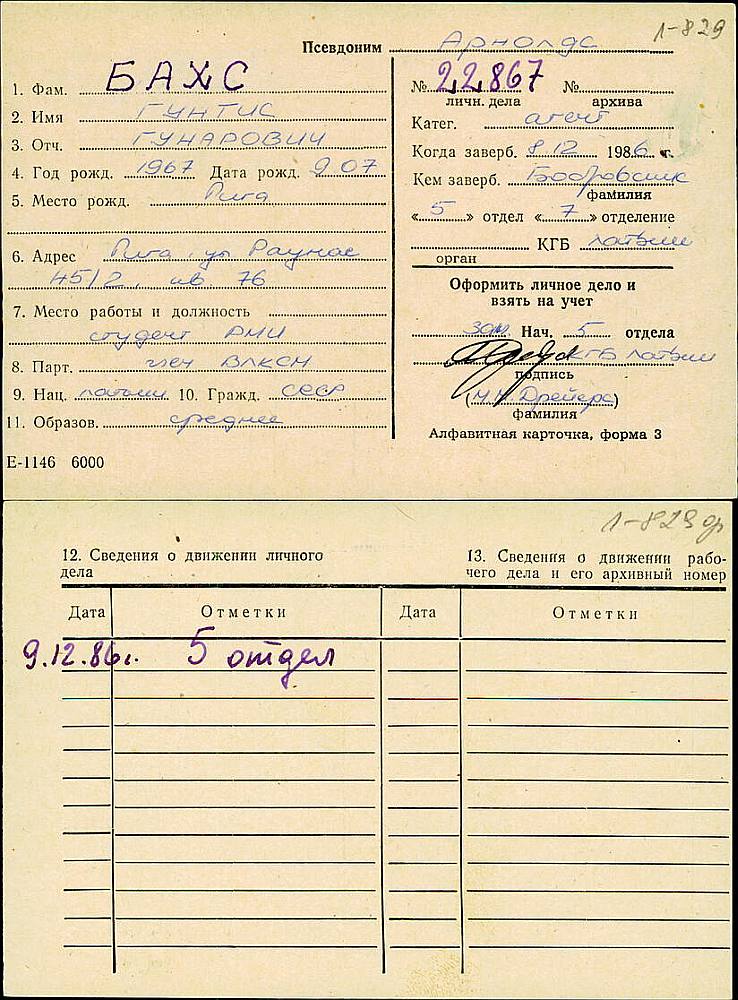 1-829
Псевдоним Арнолдс
1. Фам. БАХС
2. Имя ГУНТИС
3. Отч. ГУНАРОВИЧ
4. Год рожд. 1967 Дата рожд. 9 07
5. Место рожд. Рига
6. Адрес Рига, ул Раунас
45/2, кв. 76
7. Место работы и должность
студент РМИ
8. Парт. член ВЛКСМ
9. Нац. латыш 10. Гражд. СССР
11. Образов. среднее
Е-1146 6000
№ 22867 №
личн. дела архива
Катег. агент
Когда заверб. 8.12 1986 г.
Кем заверб. Бобровник
фамилия
«5» отдел «7» отделение
КГБ Латвии
орган
Оформить личное дело и
взять на учет
зам. Нач. 5 отдела
КГБ Латвии
подпись
(Дрейерс)
фамилия
Алфавитная карточка, форма 3
1-829
12. Сведения о движении личного
дела
13. Сведения о движении рабо-
чего дела и его архивный номер
Дата Отметки Дата Отметки
9.12.86г. 5 отдел